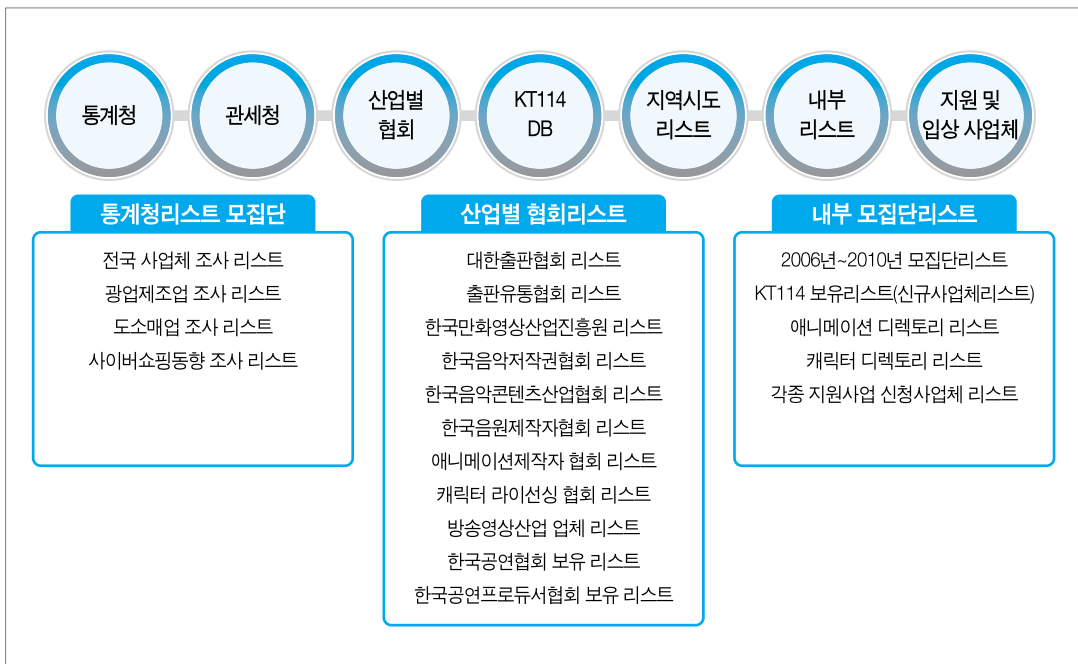 통계청
관세청
산업별
협회
KT114
DB
지역시도
리스트
내부
리스트
지원 및
입상 사업체
통계청리스트 모집단
전국 사업체 조사 리스트
광업제조업 조사 리스트
도소매업 조사 리스트
사이버쇼핑동향 조사 리스트
산업별 협회리스트
대한출판협회 리스트
출판유통협회 리스트
한국만화영상산업진흥원 리스트
한국음악저작권협회 리스트
한국음악콘텐츠산업협회 리스트
한국음원제작자협회 리스트
애니메이션제작자 협회 리스트
캐릭터 라이선싱 협회 리스트
방송영상산업 업체 리스트
한국공연협회 보유 리스트
한국공연프로듀서협회 보유 리스트
내부 모집단리스트
2006년~2010년 모집단리스트
KT114 보유리스트(신규사업체리스트)
애니메이션 디렉토리 리스트
캐릭터 디렉토리 리스트
각종 지원사업 신청사업체 리스트